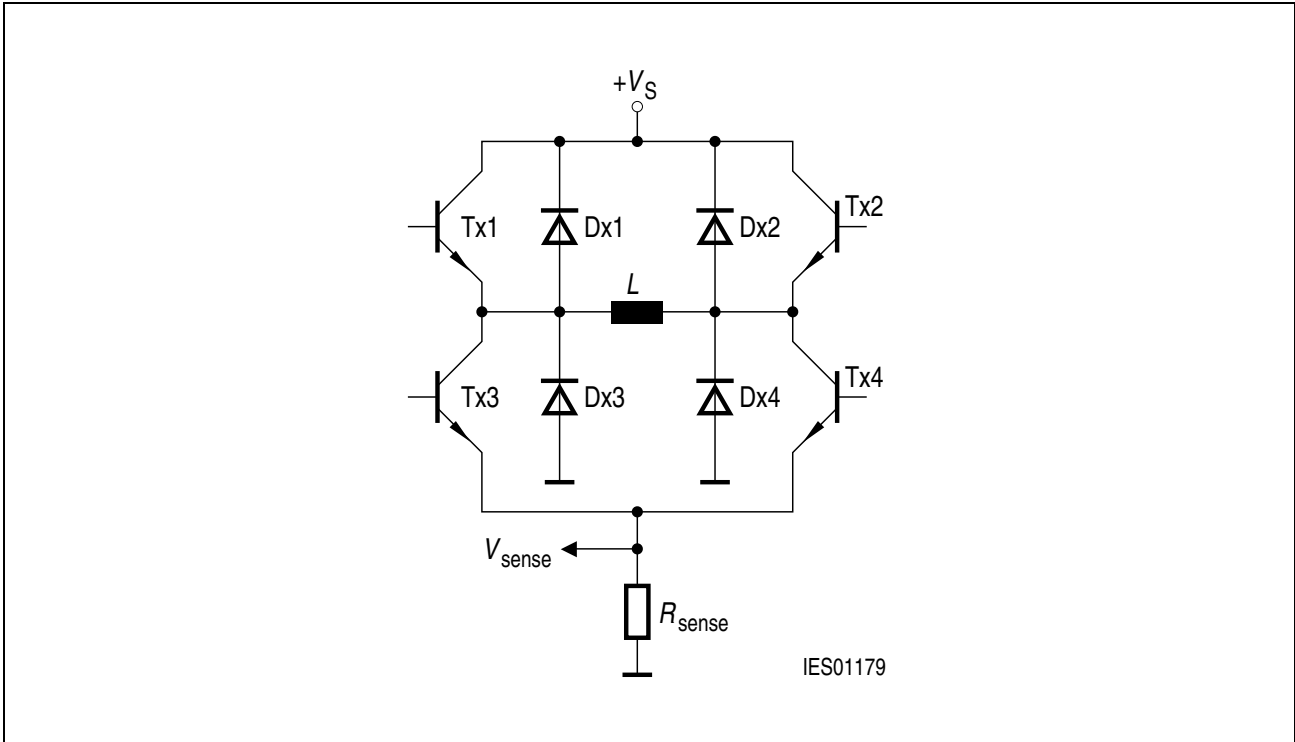 +VS
Tx1
Dx1
Dx2
Tx2
L
Tx3
Dx3
Dx4
Tx4
Vsense
Rsense
IES01179